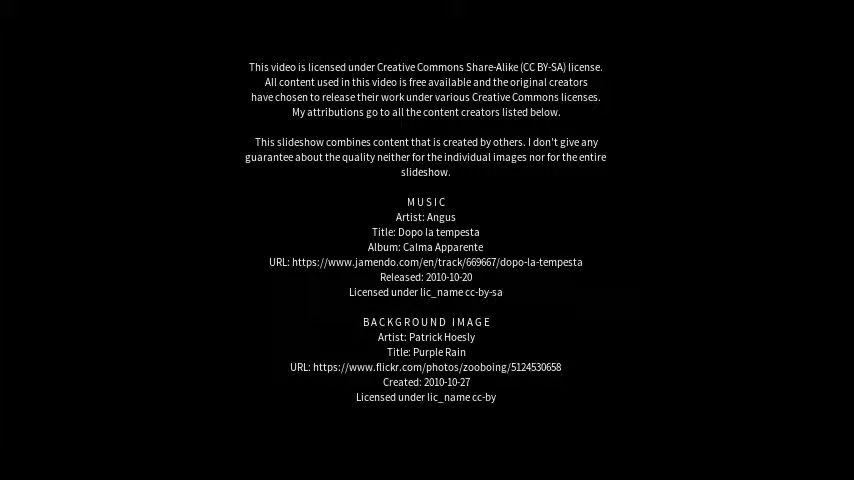 This video is licensed under Creative Commons Share-Alike (CC BY-SA) license.
All content used in this video is free available and the original creators
have chosen to release their work under various Creative Commons licenses.
My attributions go to all the content creators listed below.
This slideshow combines content that is created by others. I don't give any
guarantee about the quality neither for the individual images nor for the entire
slideshow.
MUSIC
Artist: Angus
Title: Dopo la tempesta
Album: Calma Apparente
URL: https://www.jamendo.com/en/track/669667/dopo-la-tempesta
Released: 2010-10-20
Licensed under lic_name cc-by-sa
BACKGROUND IMAGE
Artist: Patrick Hoesly
Title: Purple Rain
URL: https://www.flickr.com/photos/zooboing/5124530658
Created: 2010-10-27
Licensed under lic_name cc-by